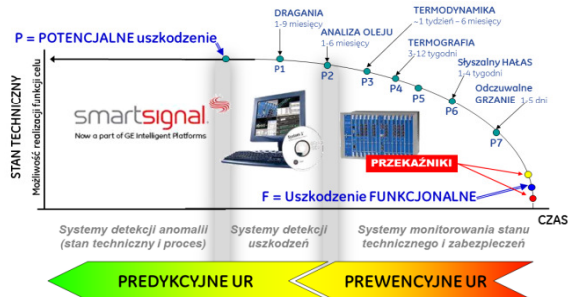 DRAGANIA
1-9 miesięcy
TERMODYNAMIKA
~1 tydzień – 6 miesięcy
P = POTENCJALNE uszkodzenie
ANALIZA OLEJU
1-6 miesięcy
TERMOGRAFIA
3-12 tygodni
Słyszalny HAŁAS
1-4 tygodni
Odczuwalne
GRZANIE 1-5 dni
P1
P2
P3
P4
P5
P6
P7
STAN TECHNICZNY
Możliwość realizacji funkcji celu
smartsignal
Now a part of GE Intelligent Platforms
PRZEKAŹNIKI
F = Uszkodzenie FUNKCJONALNE
CZAS
Systemy detekcji anomalii
(stan techniczny i proces)
Systemy detekcji
uszkodzeń
Systemy monitorowania stanu
technicznego i zabezpieczeń
PREDYKCYJNE UR
PREWENCYJNE UR